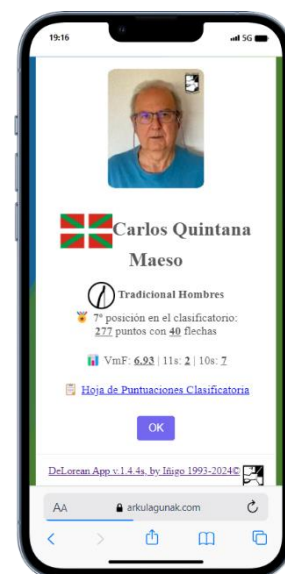 19:16
5G
Carlos Quintana
Maeso
Tradicional Hombres
7ª posición en el clasificatorio:
277 puntos con 40 flechas
VmF: 6.93 | 11s: 2 | 10s: 7
Hoja de Puntuaciones Clasificatoria
OK
DeLorean App v.1.4.4s, by Iñigo 1993-2024©
AA
arkulagunak.com